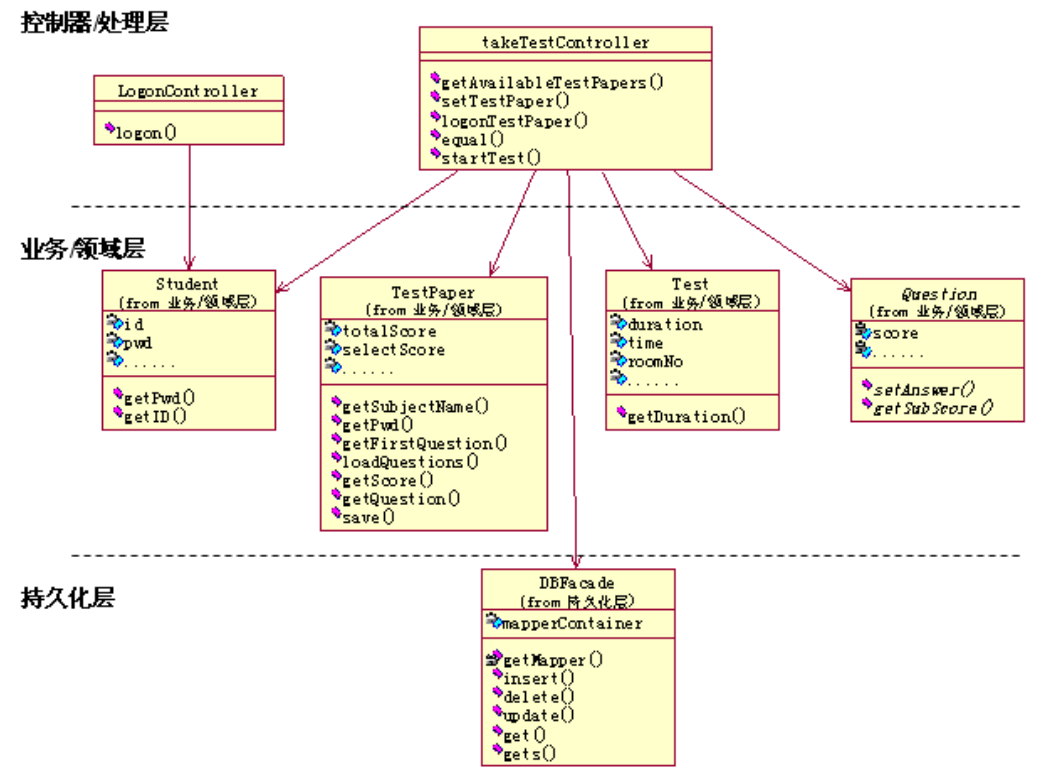 控制器/处理层
takeTestController
getAvailableTestPapers()
setTestPaper()
logonTestPaper()
equal()
startTest()
LogonController
logon()
业务/领域层
Student
(from 业务/领域层)
id
pwd
......
getPwd()
getID()
TestPaper
(from 业务/领域层)
totalScore
selectScore
......
getSubjectName()
getPwd()
getFirstQuestion()
loadQuestions()
getScore()
getQuestion()
save()
Test
(from 业务/领域层)
duration
time
roomNo
......
getDuration()
Question
(from 业务/领域层)
score
......
setAnswer()
getSubScore()
持久化层
DBFacade
(from 持久化层)
mapperContainer
getMapper()
insert()
delete()
update()
get()
gets()